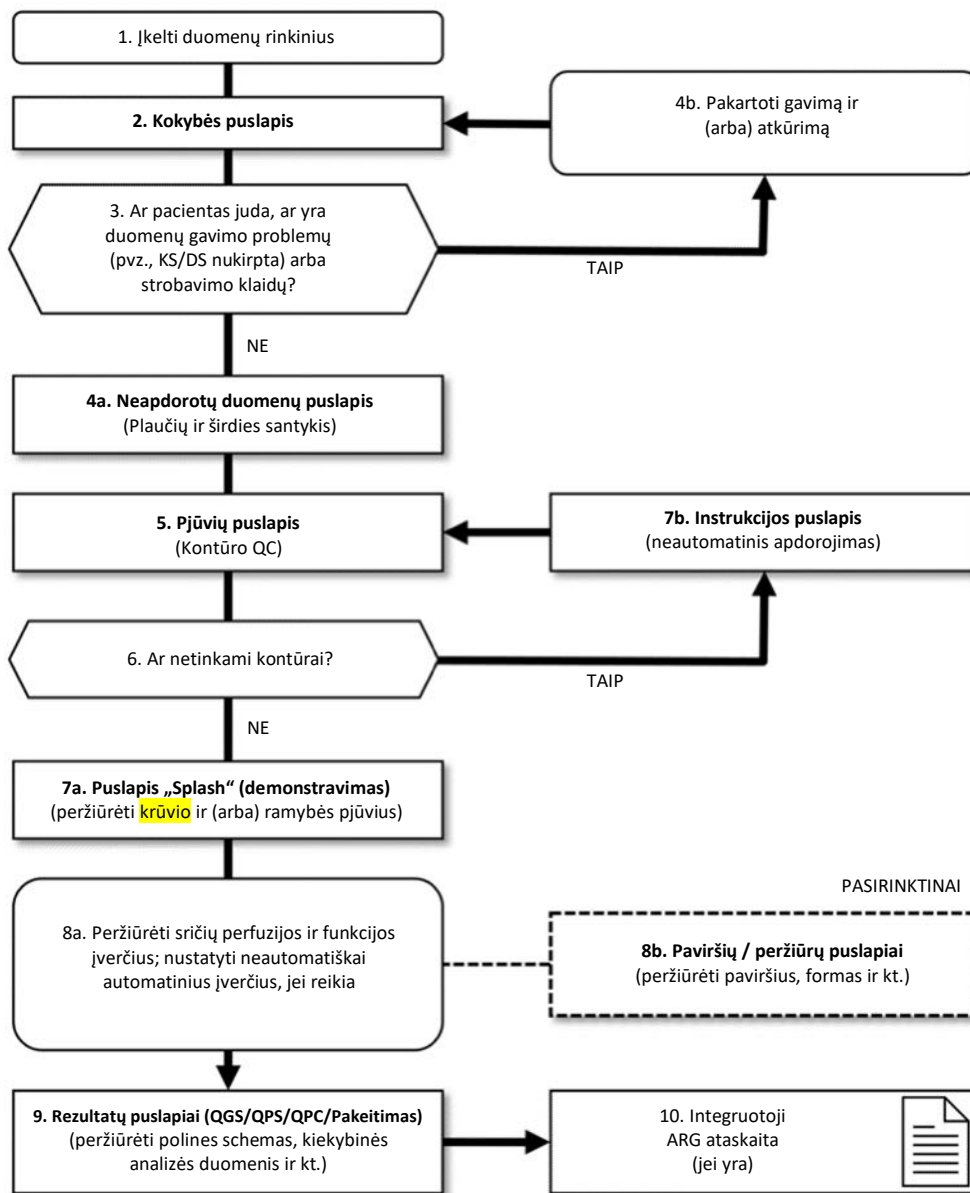 1. Įkelti duomenų rinkinius
2. Kokybės puslapis
4b. Pakartoti gavimą ir
(arba) atkūrimą
3. Ar pacientas juda, ar yra
duomenų gavimo problemų
(pvz., KS/DS nukirpta) arba
strobavimo klaidų?
TAIP
NE
4a. Neapdorotų duomenų puslapis
(Plaučių ir širdies santykis)
5. Pjūvių puslapis
(Kontūro QC)
7b. Instrukcijos puslapis
(neautomatinis apdorojimas)
6. Ar netinkami kontūrai?
TAIP
NE
7a. Puslapis „Splash“ (demonstravimas)
(peržiūrėti krūvio ir (arba) ramybės pjūvius)
PASIRINKTINAI
8a. Peržiūrėti sričių perfuzijos ir funkcijos
įverčius; nustatyti neautomatiškai
automatinius įverčius, jei reikia
8b. Paviršių / peržiūrų puslapiai
(peržiūrėti paviršius, formas ir kt.)
9. Rezultatų puslapiai (QGS/QPS/QPC/Pakeitimas)
(peržiūrėti polines schemas, kiekybinės
analizės duomenis ir kt.)
10. Integruotoji
ARG ataskaita
(jei yra)